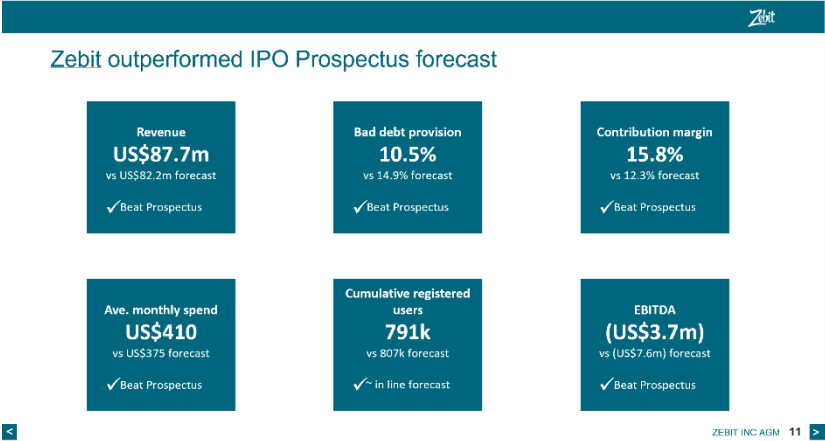 Zebit
Zebit outperformed IPO Prospectus forecast
Revenue
US$87.7m
vs US$82.2m forecast
✓Beat Prospectus
Bad debt provision
10.5%
vs 14.9% forecast
✓Beat Prospectus
Contribution margin
15.8%
vs 12.3% forecast
✓Beat Prospectus
Ave. monthly spend
US$410
vs US$375 forecast
✓Beat Prospectus
Cumulative registered
users
791k
vs 807k forecast
✓~ in line forecast
EBITDA
(US$3.7m)
vs (US$7.6m) forecast
✓Beat Prospectus
< ZEBIT INC AGM 11 >